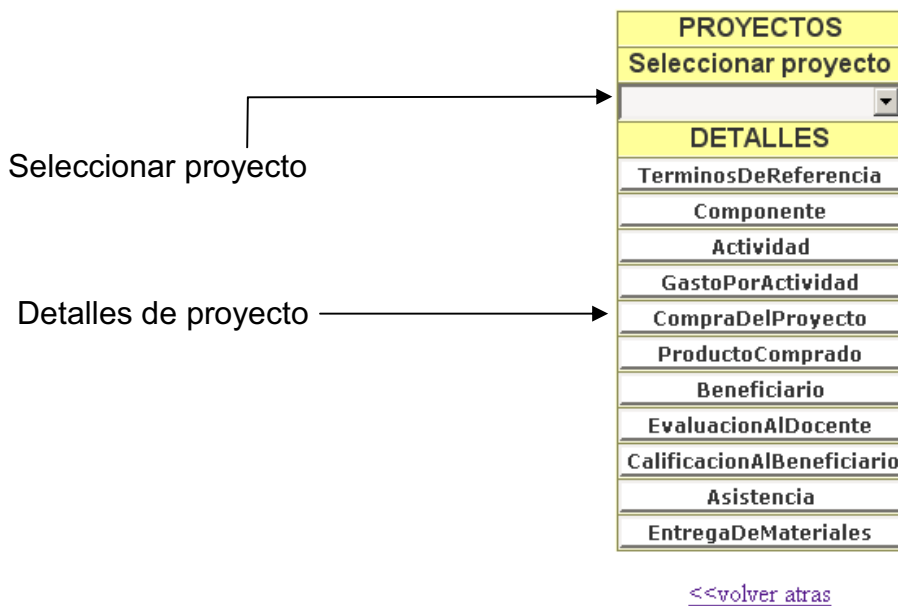 PROYECTOS
Seleccionar proyecto
DETALLES
Seleccionar proyecto
TerminosDeReferencia
Componente
Actividad
GastoPorActividad
Detalles de proyecto
CompraDelProyecto
ProductoComprado
Beneficiario
EvaluacionAlDocente
CalificacionAlBeneficiario
Asistencia
EntregaDeMateriales
<<volver atras